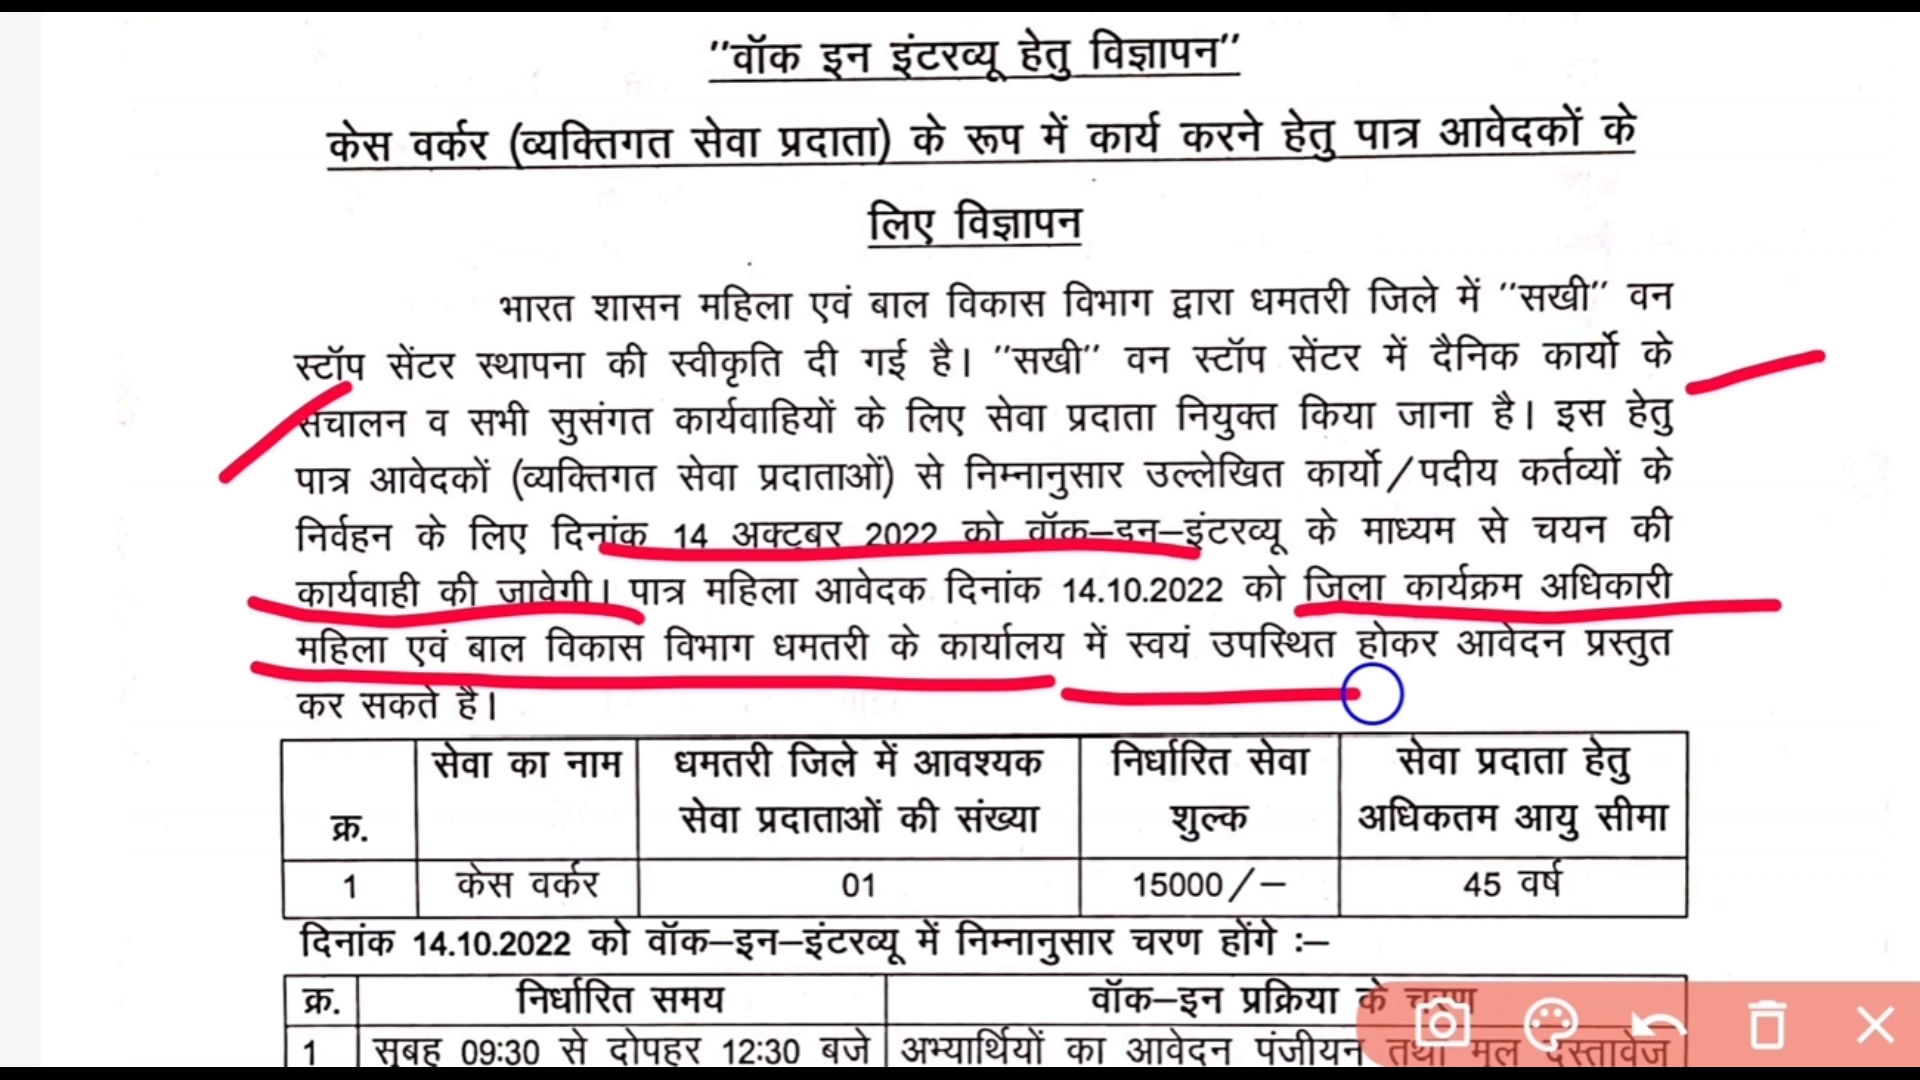 "वॉक इन इंटरव्यू हेतु विज्ञापन"
केस वर्कर (व्यक्तिगत सेवा प्रदाता) के रूप में कार्य करने हेतु पात्र आवेदकों के
लिए विज्ञापन
भारत शासन महिला एवं बाल विकास विभाग द्वारा धमतरी जिले में "सखी" वन
स्टॉप सेंटर स्थापना की स्वीकृति दी गई है। "सखी" वन स्टॉप सेंटर में दैनिक कार्यो के
संचालन व सभी सुसंगत कार्यवाहियों के लिए सेवा प्रदाता नियुक्त किया जाना है। इस हेतु
पात्र आवेदकों (व्यक्तिगत सेवा प्रदाताओं) से निम्नानुसार उल्लेखित कार्यो/पदीय कर्तव्यों के
निर्वहन के लिए दिनांक 14 अक्टूबर 2022 को वॉक–इन–इंटरव्यू के माध्यम से चयन की
कार्यवाही की जावेगी। पात्र महिला आवेदक दिनांक 14.10.2022 को जिला कार्यक्रम अधिकारी
महिला एवं बाल विकास विभाग धमतरी के कार्यालय में स्वयं उपस्थित होकर आवेदन प्रस्तुत
कर सकते है।
क्र. सेवा का नाम धमतरी जिले में आवश्यक सेवा प्रदाताओं की संख्या निर्धारित सेवा शुल्क सेवा प्रदाता हेतु अधिकतम आयु सीमा
1 केस वर्कर 01 15000/– 45 वर्ष
दिनांक 14.10.2022 को वॉक–इन–इंटरव्यू में निम्नानुसार चरण होंगे :–
क्र. निर्धारित समय वॉक–इन प्रक्रिया के चरण
1 सुबह 09:30 से दोपहर 12:30 बजे अभ्यार्थियों का आवेदन पंजीयन तथा मूल दस्तावेज